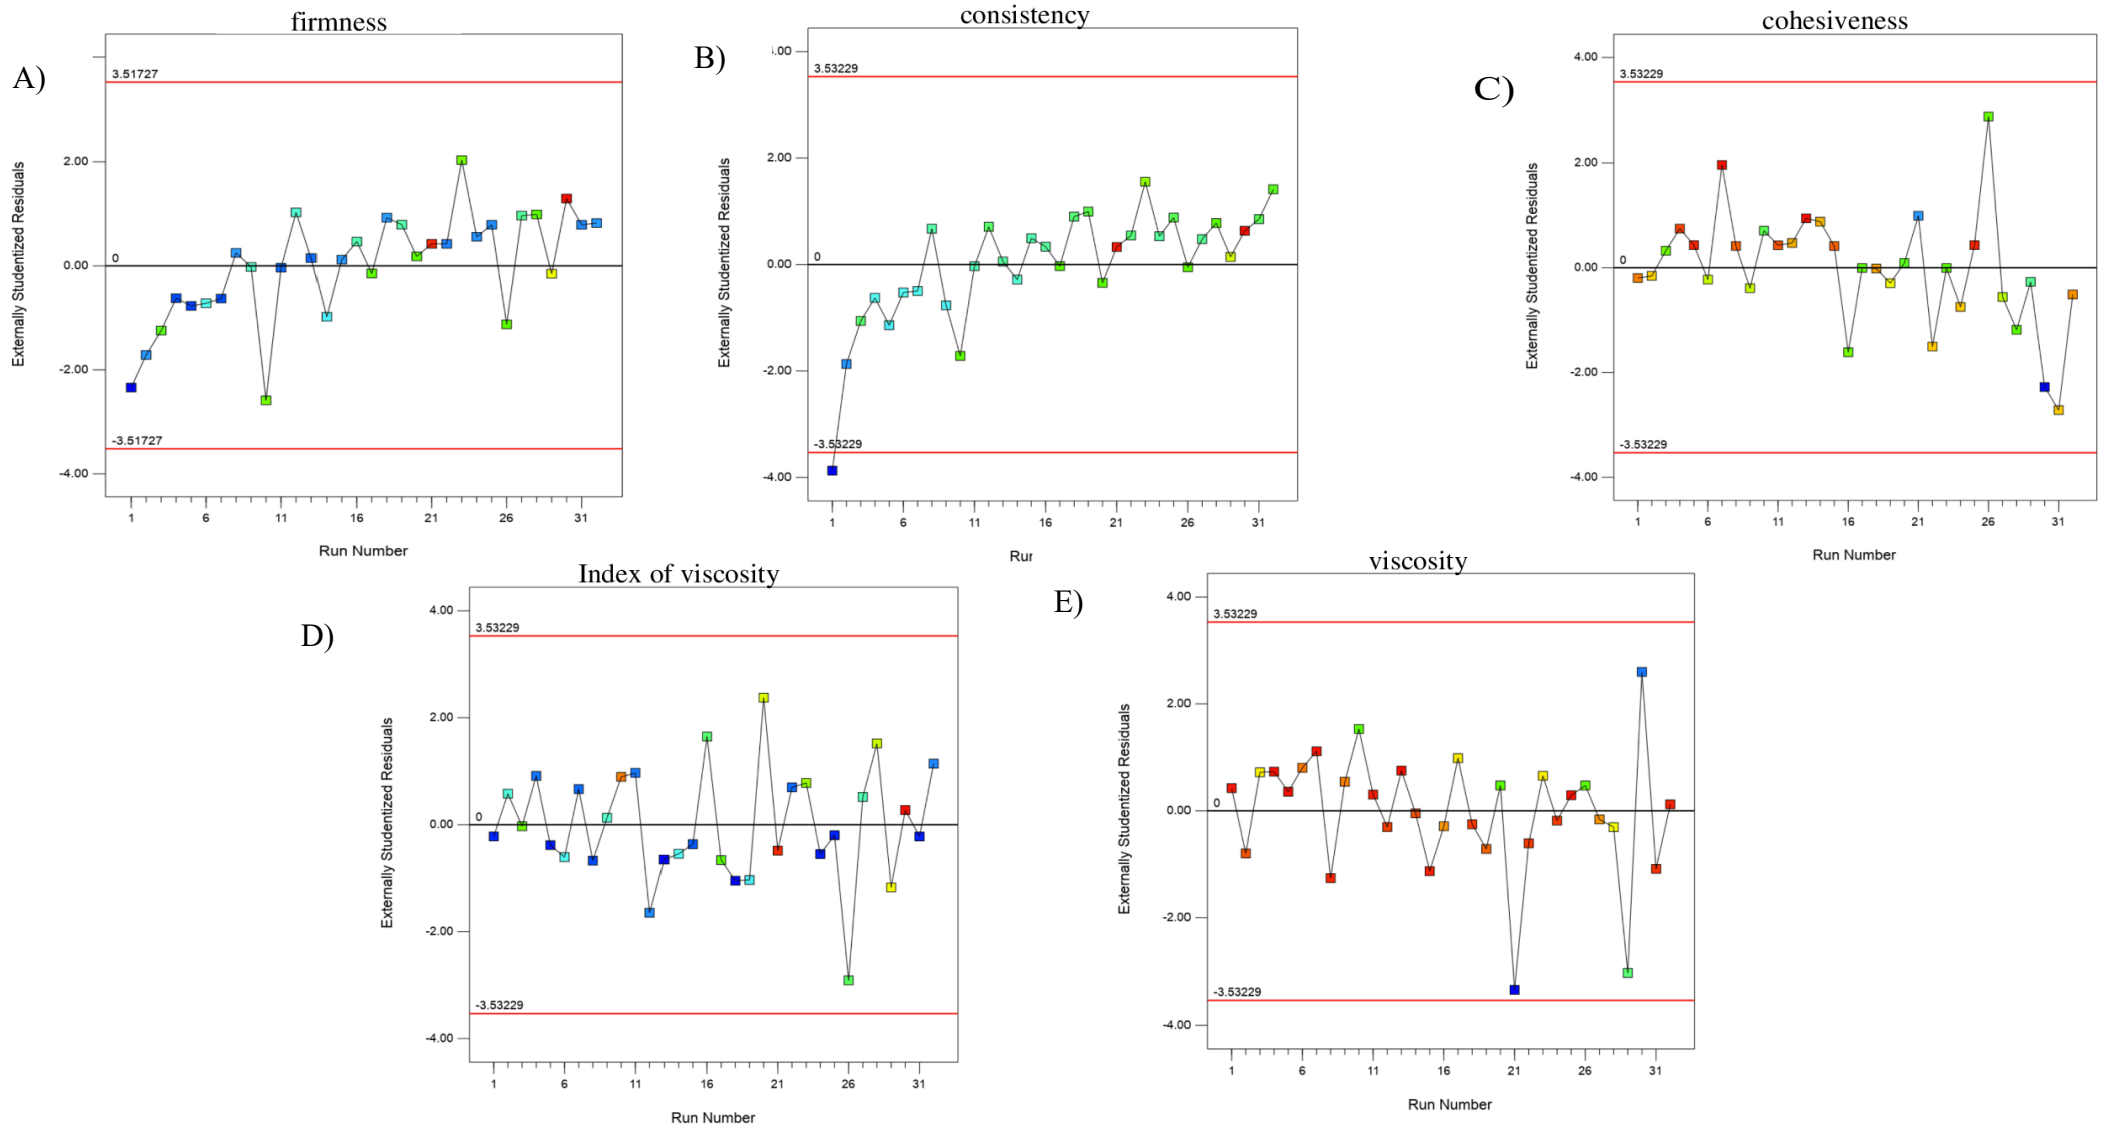 firmness
A)
3.51727
2.00
0
0.00
-2.00
-3.51727
-4.00
Externally Studentized Residuals
1 6 11 16 21 26 31
Run Number
consistency
B)
.00
3.53229
2.00
0
0.00
-2.00
-3.53229
-4.00
Externally Studentized Residuals
1 6 11 16 21 26 31
Rur
cohesiveness
C)
4.00
3.53229
2.00
0
0.00
-2.00
-3.53229
-4.00
Externally Studentized Residuals
1 6 11 16 21 26 31
Run Number
Index of viscosity
D)
4.00
3.53229
2.00
0
0.00
-2.00
-3.53229
-4.00
Externally Studentized Residuals
1 6 11 16 21 26 31
Run Number
viscosity
E)
4.00
3.53229
2.00
0
0.00
-2.00
-3.53229
-4.00
Externally Studentized Residuals
1 6 11 16 21 26 31
Run Number